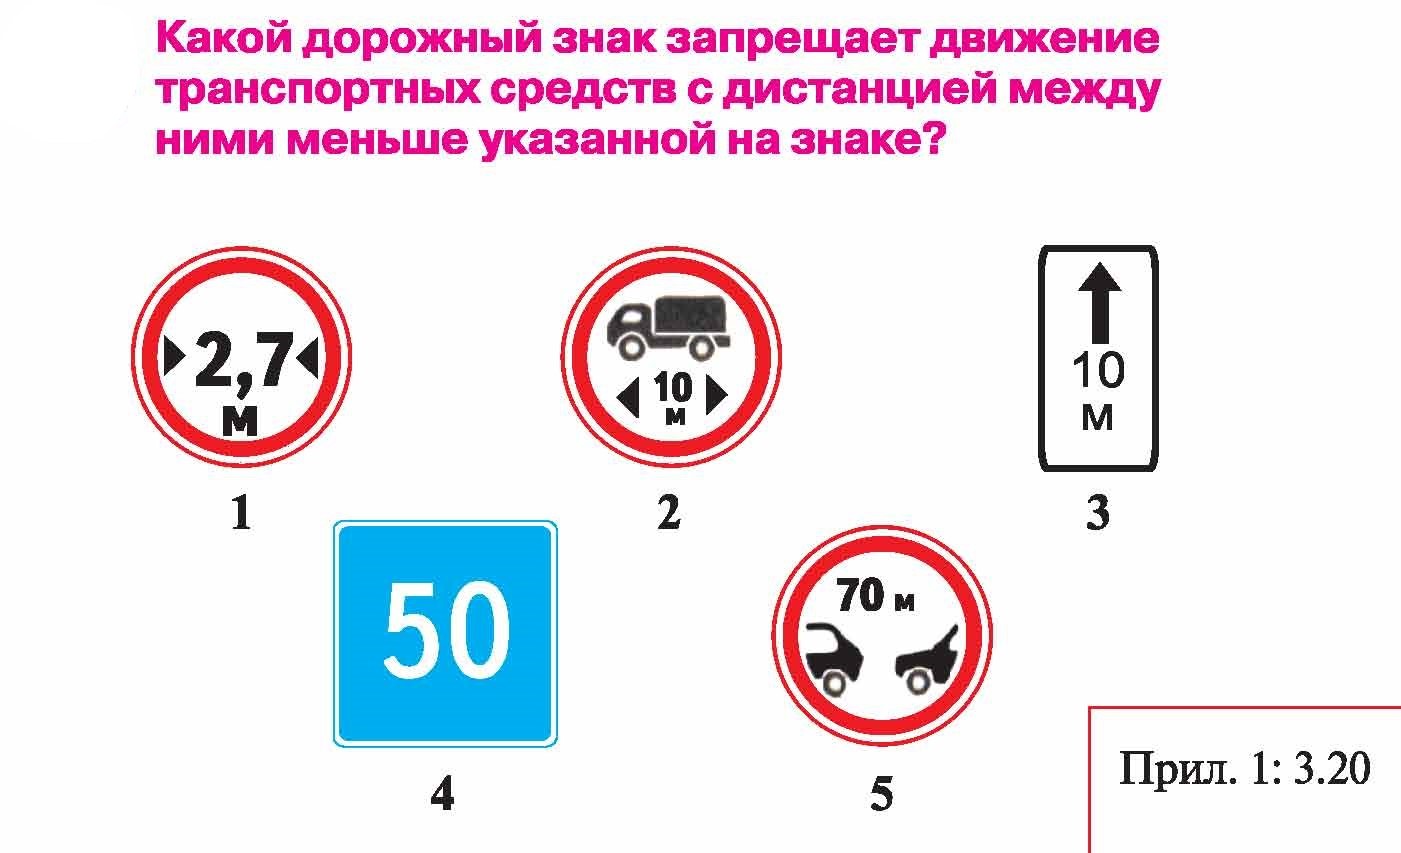 Какой дорожный знак запрещает движение
транспортных средств с дистанцией между
ними меньше указанной на знаке?
2,7
м
10
м
10
м
1
2
3
50
70 м
4
5
Прил. 1: 3.20